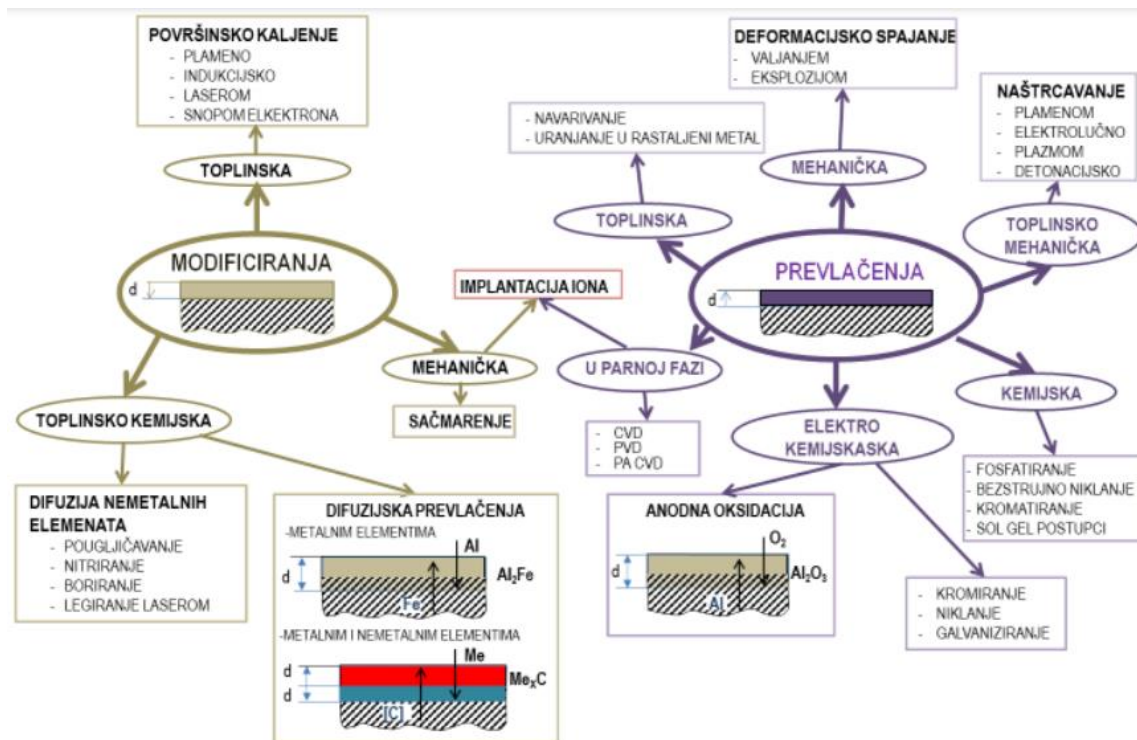 POVRŠINSKO KALJENJE
- PLAMENO
- INDUKCIJSKO
- LASEROM
- SNOPOM ELKEKTRONA
TOPLINSKA
MODIFICIRANJA
d
MEHANIČKA
SAČMARENJE
IMPLANTACIJA IONA
TOPLINSKO KEMIJSKA
DIFUZIJA NEMETALNIH
ELEMENATA
- POUGLJIČAVANJE
- NITRIRANJE
- BORIRANJE
- LEGIRANJE LASEROM
DIFUZIJSKA PREVLAČENJA
-METALNIM ELEMENTIMA
Al
d
Al₂Fe
Fe
-METALNIM I NEMETALNIM ELEMENTIMA
Me
d
d
MeₓC
[C]
DEFORMACIJSKO SPAJANJE
- VALJANJEM
- EKSPLOZIJOM
MEHANIČKA
- NAVARIVANJE
- URANJANJE U RASTALJENI METAL
TOPLINSKA
NAŠTRCAVANJE
- PLAMENOM
- ELEKTROLUČNO
- PLAZMOM
- DETONACIJSKO
TOPLINSKO
MEHANIČKA
PREVLAČENJA
d
U PARNOJ FAZI
- CVD
- PVD
- PA CVD
ELEKTRO
KEMIJSKASKA
KEMIJSKA
- FOSFATIRANJE
- BEZSTRUJNO NIKLANJE
- KROMATIRANJE
- SOL GEL POSTUPCI
ANODNA OKSIDACIJA
O₂
d
Al₂O₃
Al
- KROMIRANJE
- NIKLANJE
- GALVANIZIRANJE